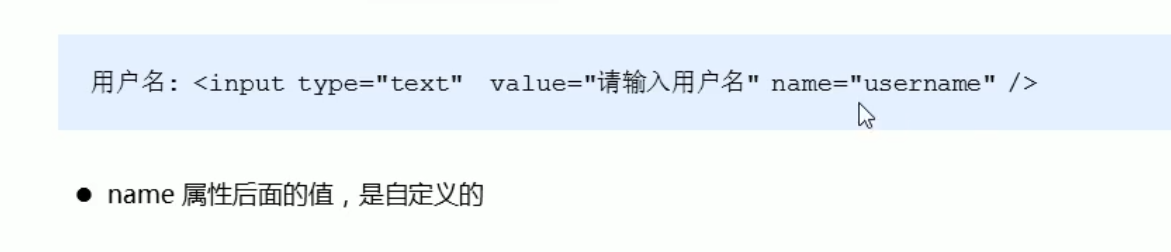 用户名：<input type="text"  value="请输入用户名" name="username" />
● name 属性后面的值，是自定义的